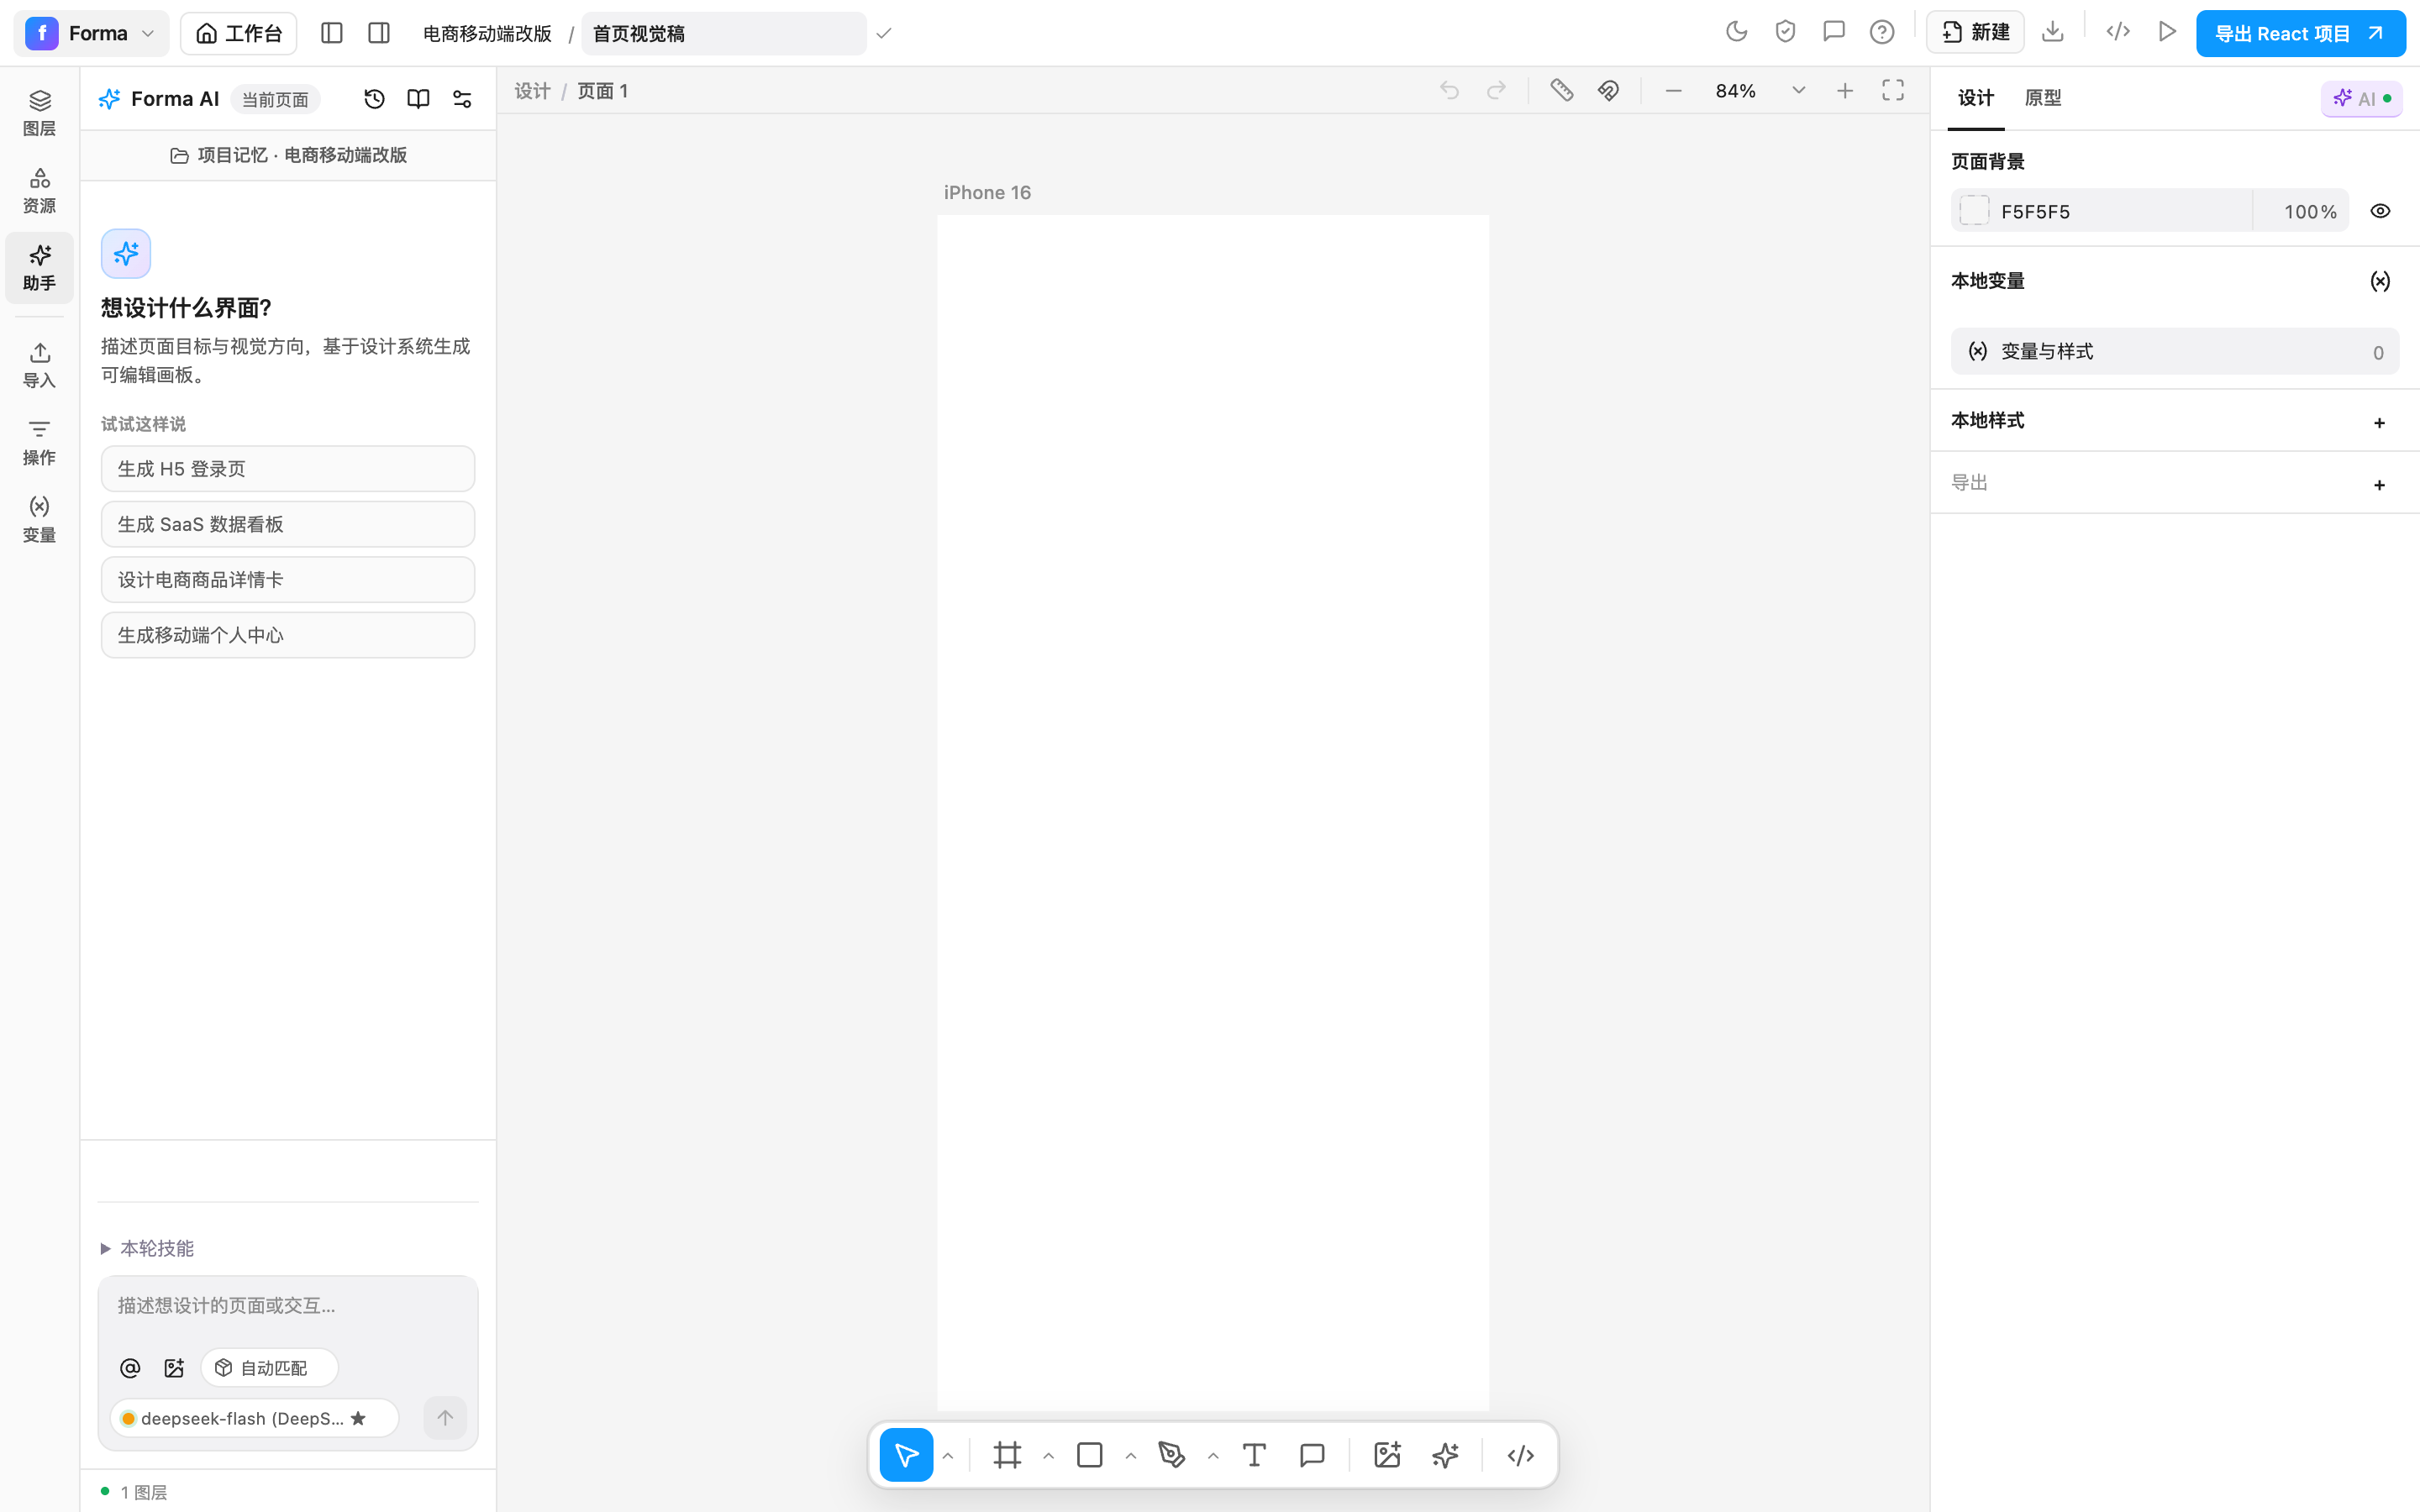 f Forma
工作台
电商移动端改版 / 首页视觉稿
新建
导出 React 项目
图层
资源
助手
导入
操作
变量
Forma AI 当前页面
项目记忆 · 电商移动端改版
想设计什么界面?
描述页面目标与视觉方向，基于设计系统生成
可编辑画板。
试试这样说
生成 H5 登录页
生成 SaaS 数据看板
设计电商商品详情卡
生成移动端个人中心
本轮技能
描述想设计的页面或交互...
自动匹配
deepseek-flash (DeepS... ★
1 图层
设计 / 页面 1
84%
iPhone 16
设计 原型 AI
页面背景
F5F5F5 100%
本地变量
变量与样式 0
本地样式
导出